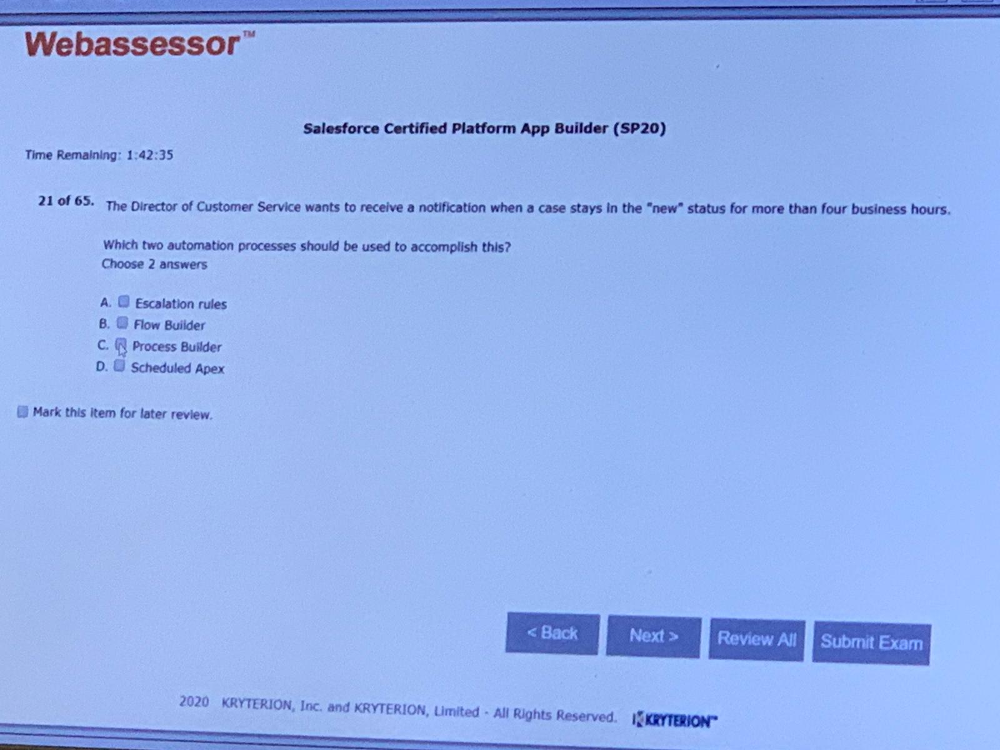 Webassessor™
Salesforce Certified Platform App Builder (SP20)
Time Remaining: 1:42:35
21 of 65. The Director of Customer Service wants to receive a notification when a case stays in the "new" status for more than four business hours.
Which two automation processes should be used to accomplish this?
Choose 2 answers
A. Escalation rules
B. Flow Builder
C. Process Builder
D. Scheduled Apex
Mark this item for later review.
< Back Next > Review All Submit Exam
2020 KRYTERION, Inc. and KRYTERION, Limited - All Rights Reserved. KRYTERION™